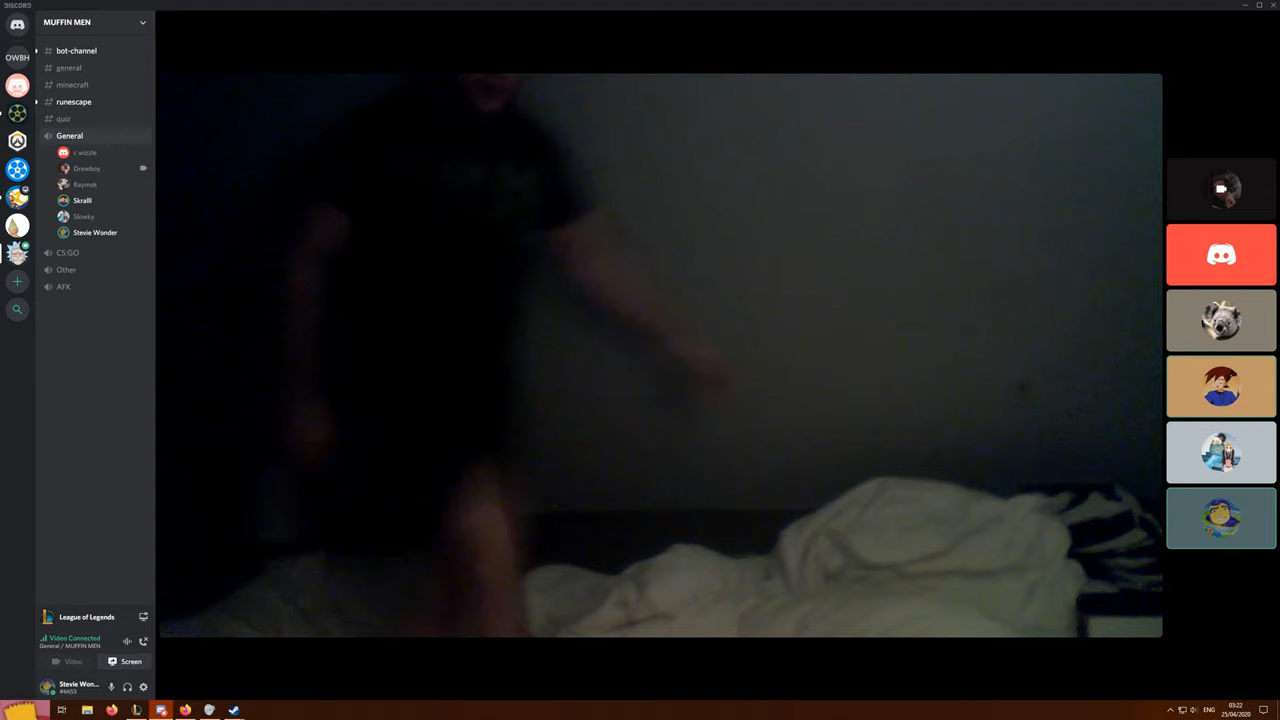 DISCORD
MUFFIN MEN
bot-channel
general
minecraft
runescape
quiz
General
c wizzle
Drewboy
Raymok
Skralll
Slowky
Stevie Wonder
CS:GO
Other
AFK
OWBH
League of Legends
Video Connected
General / MUFFIN MEN
Video
Screen
Stevie Won...
#6653
ENG
03:22
25/04/2020